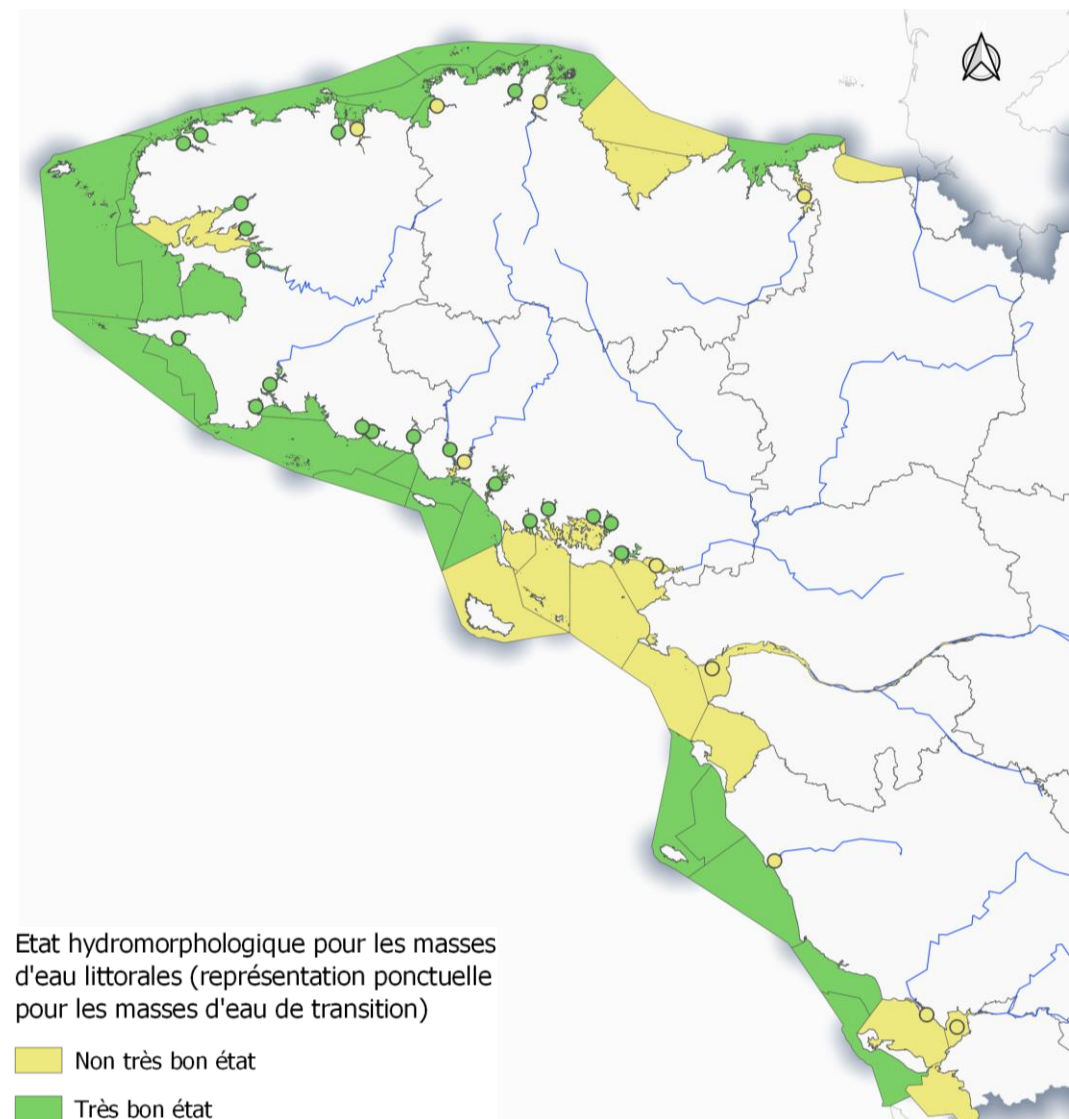 Etat hydromorphologique pour les masses
d'eau littorales (représentation ponctuelle
pour les masses d'eau de transition)
Non très bon état
Très bon état